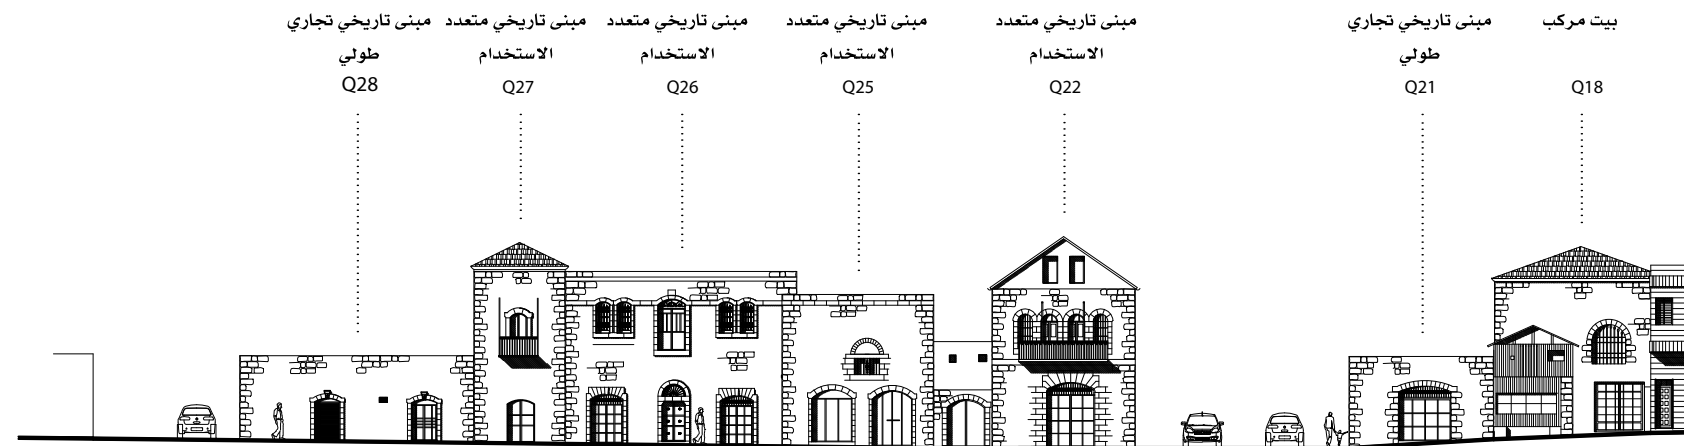 بيت مركب
Q18
مبنى تاريخي تجاري
طولي
Q21
مبنى تاريخي متعدد
الاستخدام
Q22
مبنى تاريخي متعدد
الاستخدام
Q25
مبنى تاريخي متعدد
الاستخدام
Q26
مبنى تاريخي متعدد
الاستخدام
Q27
مبنى تاريخي تجاري
طولي
Q28